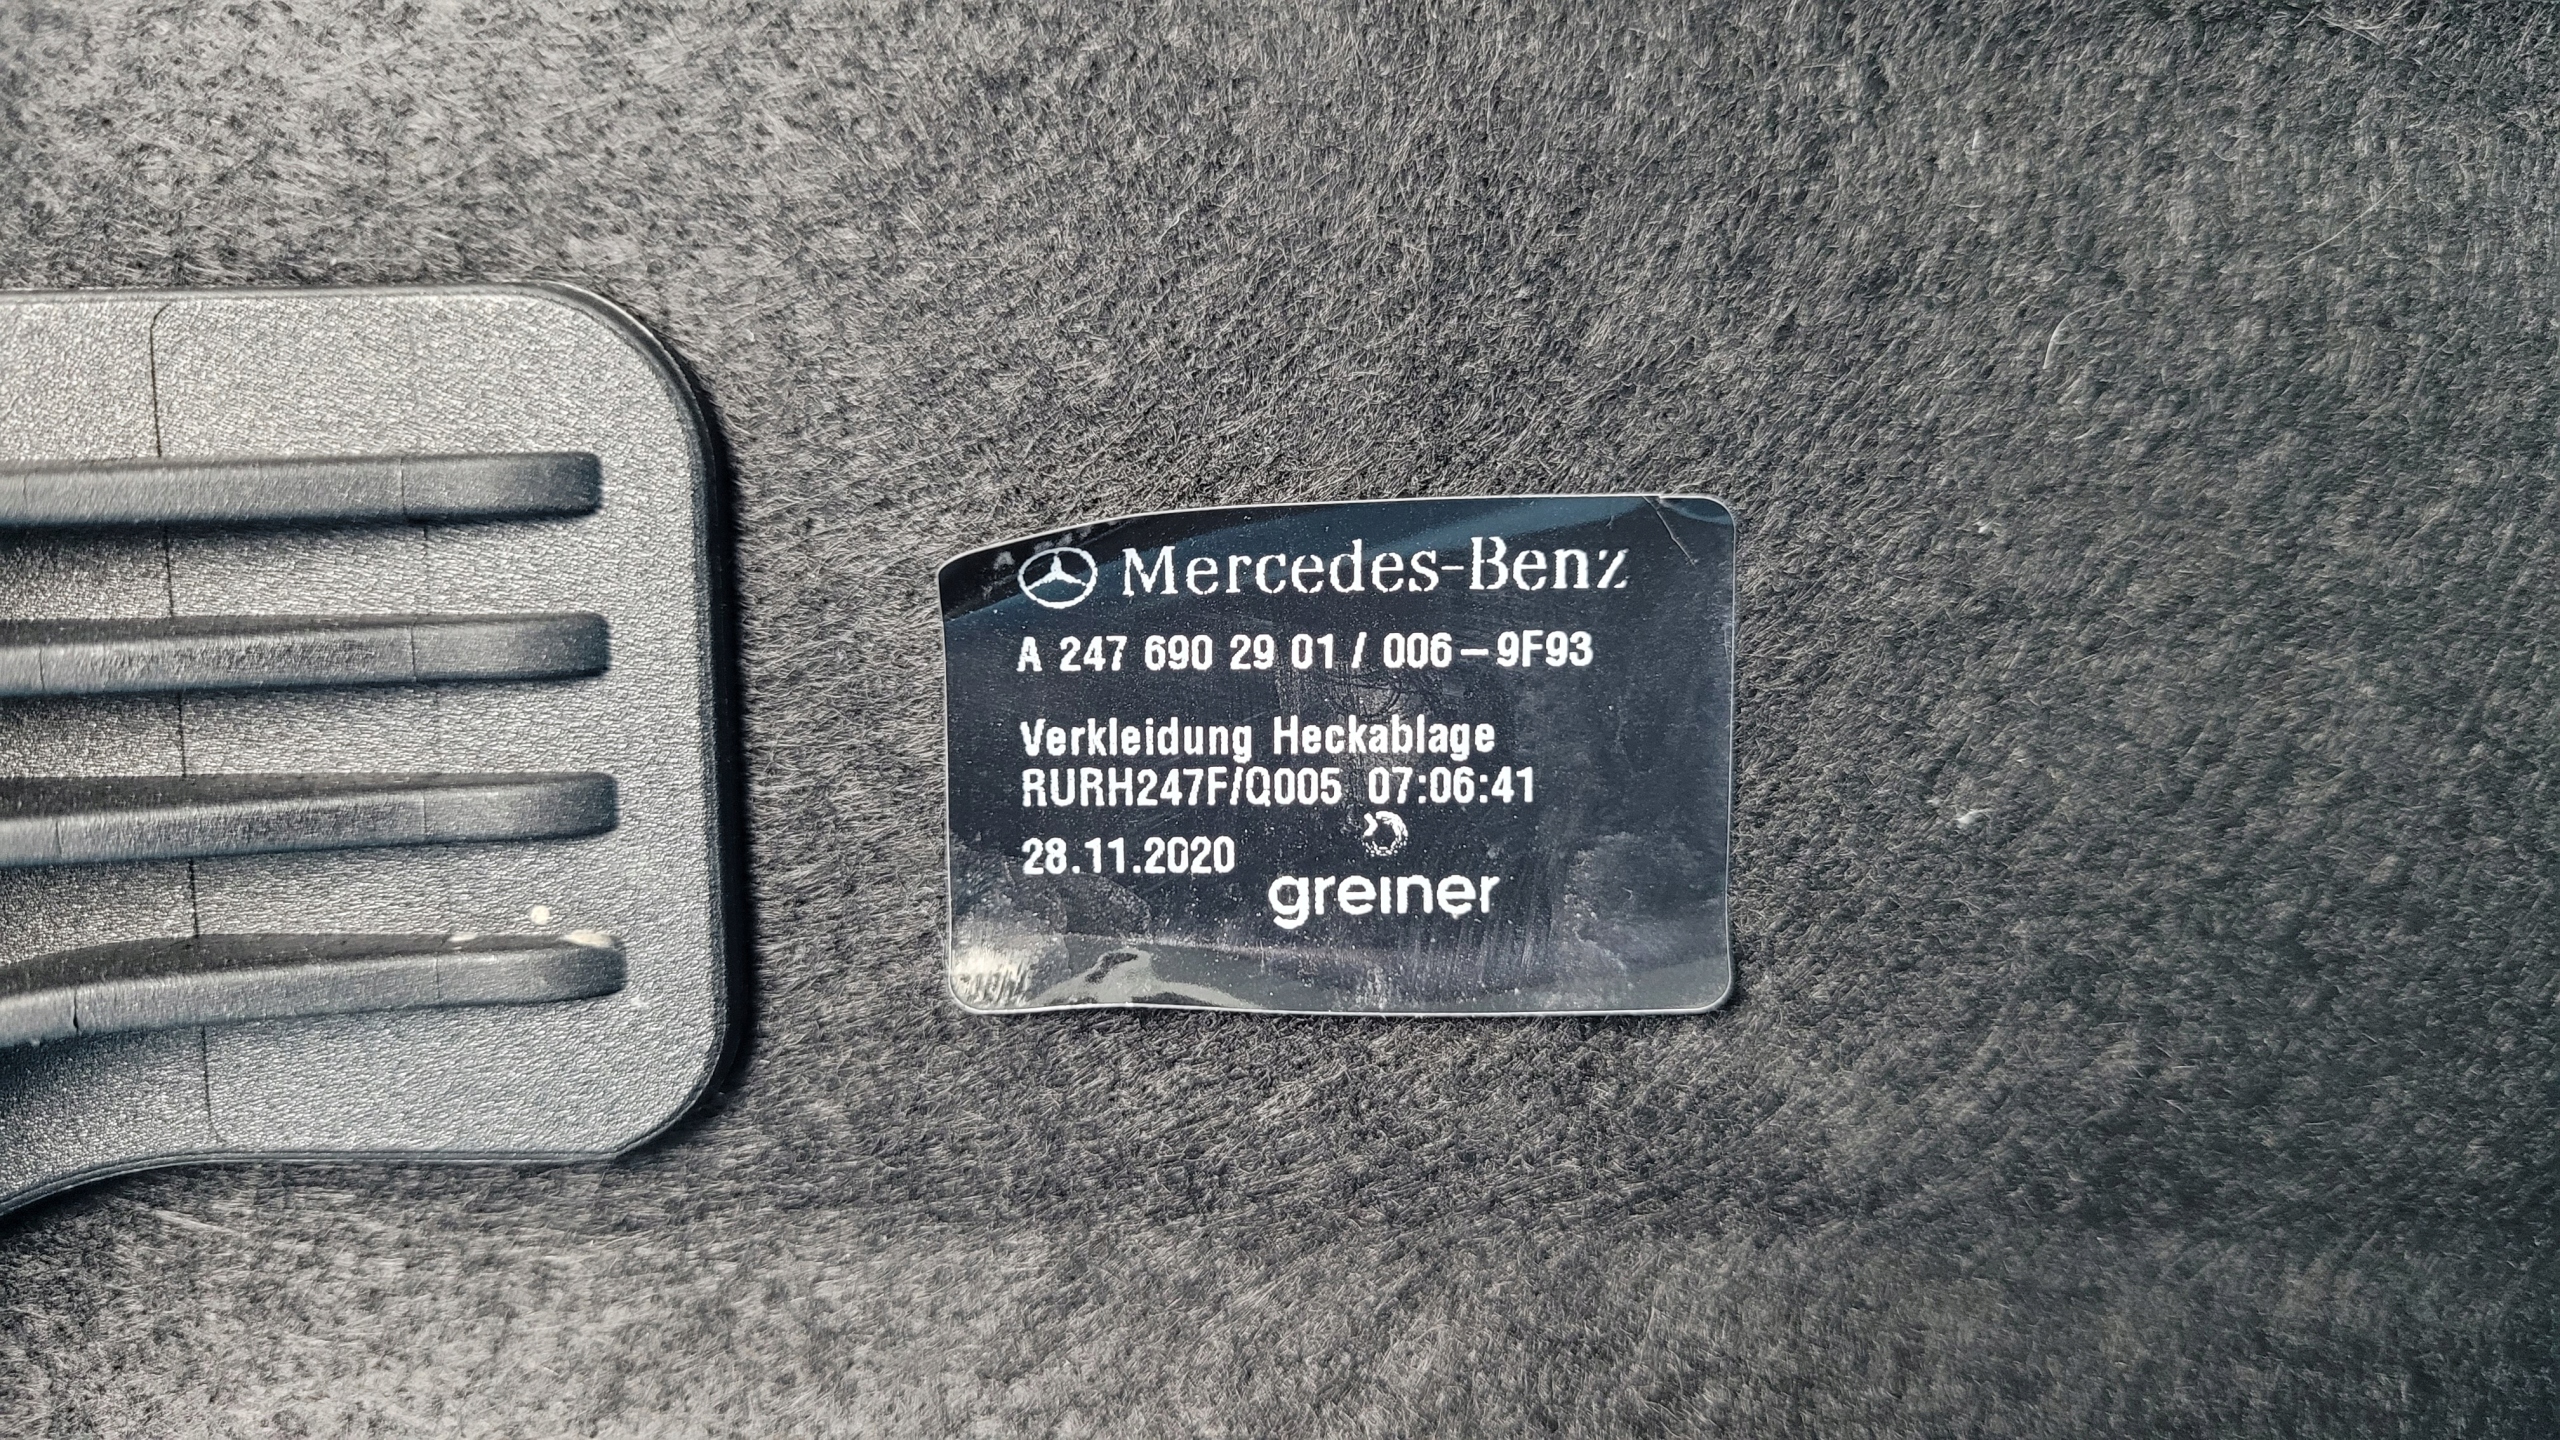 Mercedes-Benz
A 247 690 29 01 / 006 – 9F93
Verkleidung Heckablage
RURH247F/Q005 07:06:41
28.11.2020
greiner